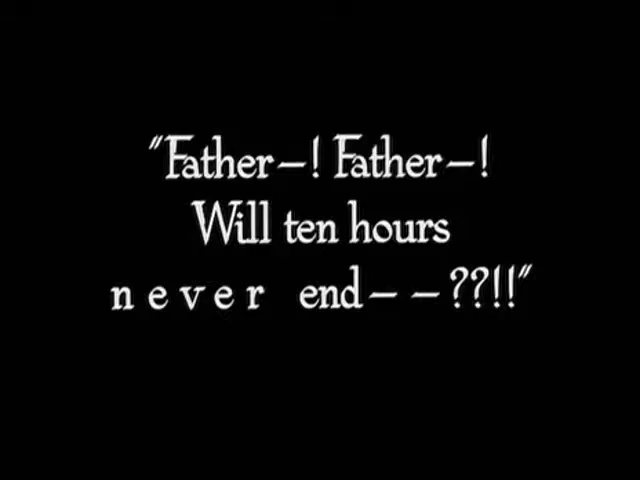 "Father—! Father—!
Will ten hours
n e v e r end— —??!!"